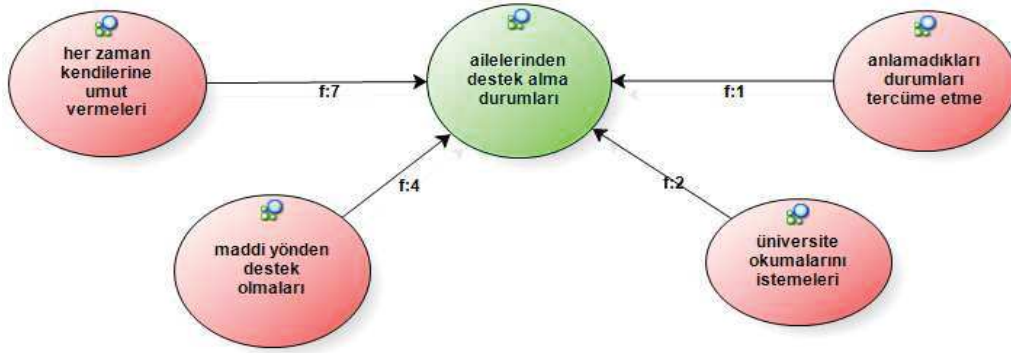 her zaman
kendilerine
umut
vermeleri
f:7
ailelerinden
destek alma
durumları
f:1
anlamadıkları
durumları
tercüme etme
f:4
f:2
maddi yönden
destek
olmaları
üniversite
okumalarını
istemeleri